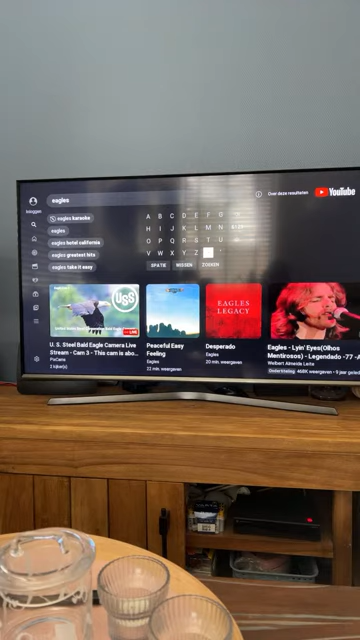 eagles
Over deze resultaten
YouTube
Inloggen
eagles karaoke
eagles
eagles hotel california
eagles greatest hits
eagles take it easy
A B C D E F G
H I J K L M N
O P Q R S T U
V W X Y Z
SPATIE WISSEN ZOEKEN
USS
LIVE
EAGLES
LEGACY
U. S. Steel Bald Eagle Camera Live
Stream - Cam 3 - This cam is abo...
PixCams
Peaceful Easy
Feeling
Eagles
22 mln. weergaven
Desperado
Eagles
20 mln. weergaven
Eagles - Lyin' Eyes(Olhos
Mentirosos) - Legendado -77 -
Welbert Almeida Leite
Ondertiteling 468K weergaven • 9 jaar geled